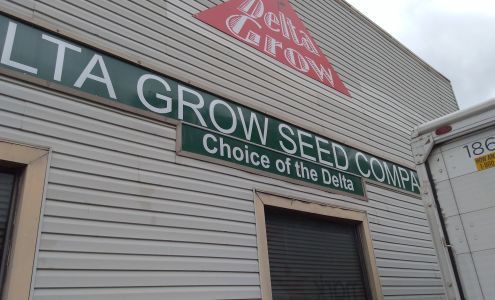 Delta
Grow
LTA GROW SEED COMPA
Choice of the Delta
186